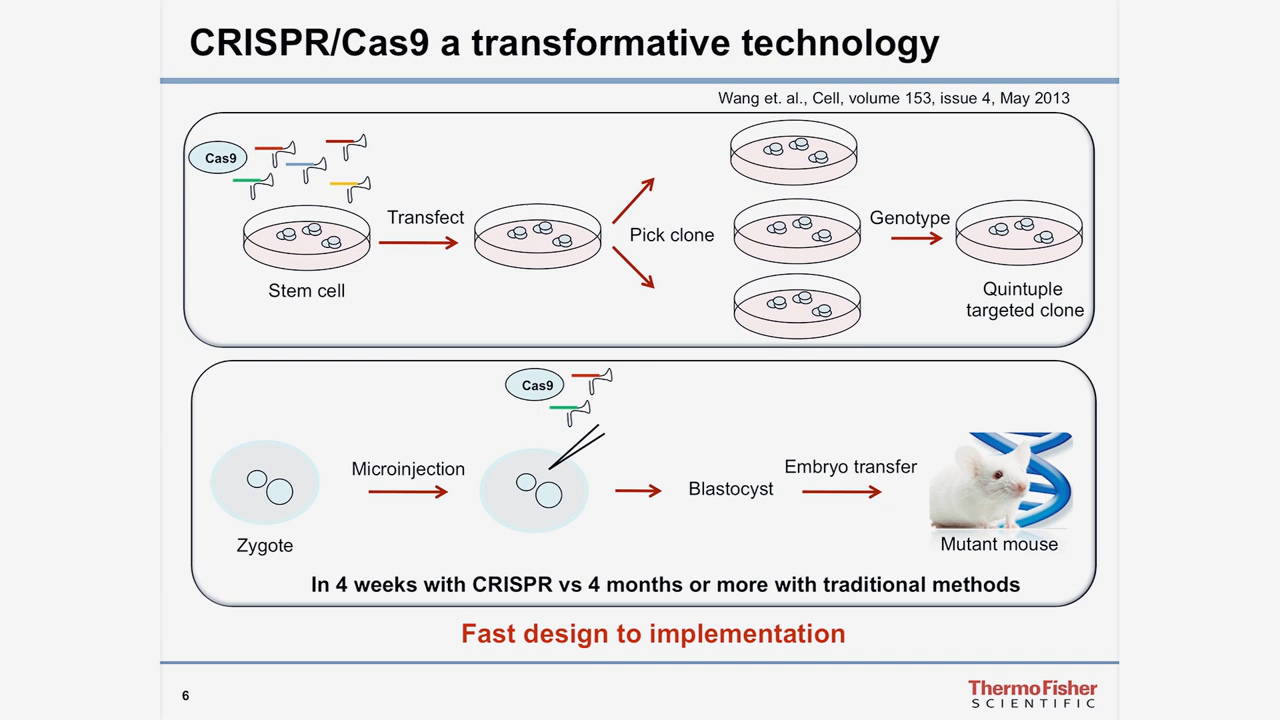 CRISPR/Cas9 a transformative technology
Wang et. al., Cell, volume 153, issue 4, May 2013
Cas9
Transfect
Pick clone
Genotype
Stem cell
Quintuple
targeted clone
Cas9
Microinjection
Blastocyst
Embryo transfer
Zygote
Mutant mouse
In 4 weeks with CRISPR vs 4 months or more with traditional methods
Fast design to implementation
6
ThermoFisher
SCIENTIFIC